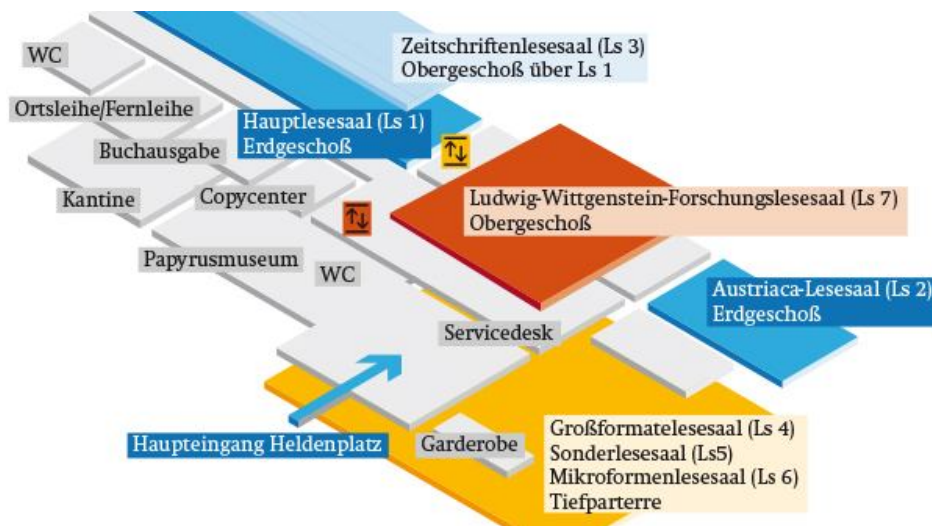 Zeitschriftenlesesaal (Ls 3)
Obergeschoß über Ls 1
WC
Ortsleihe/Fernleihe
Hauptlesesaal (Ls 1)
Erdgeschoß
Buchausgabe
Kantine
Copycenter
Ludwig-Wittgenstein-Forschungslesesaal (Ls 7)
Obergeschoß
Papyrusmuseum
WC
Austriaca-Lesesaal (Ls 2)
Erdgeschoß
Servicedesk
Haupteingang Heldenplatz
Garderobe
Großformatelesesaal (Ls 4)
Sonderlesesaal (Ls5)
Mikroformenlesesaal (Ls 6)
Tiefparterre